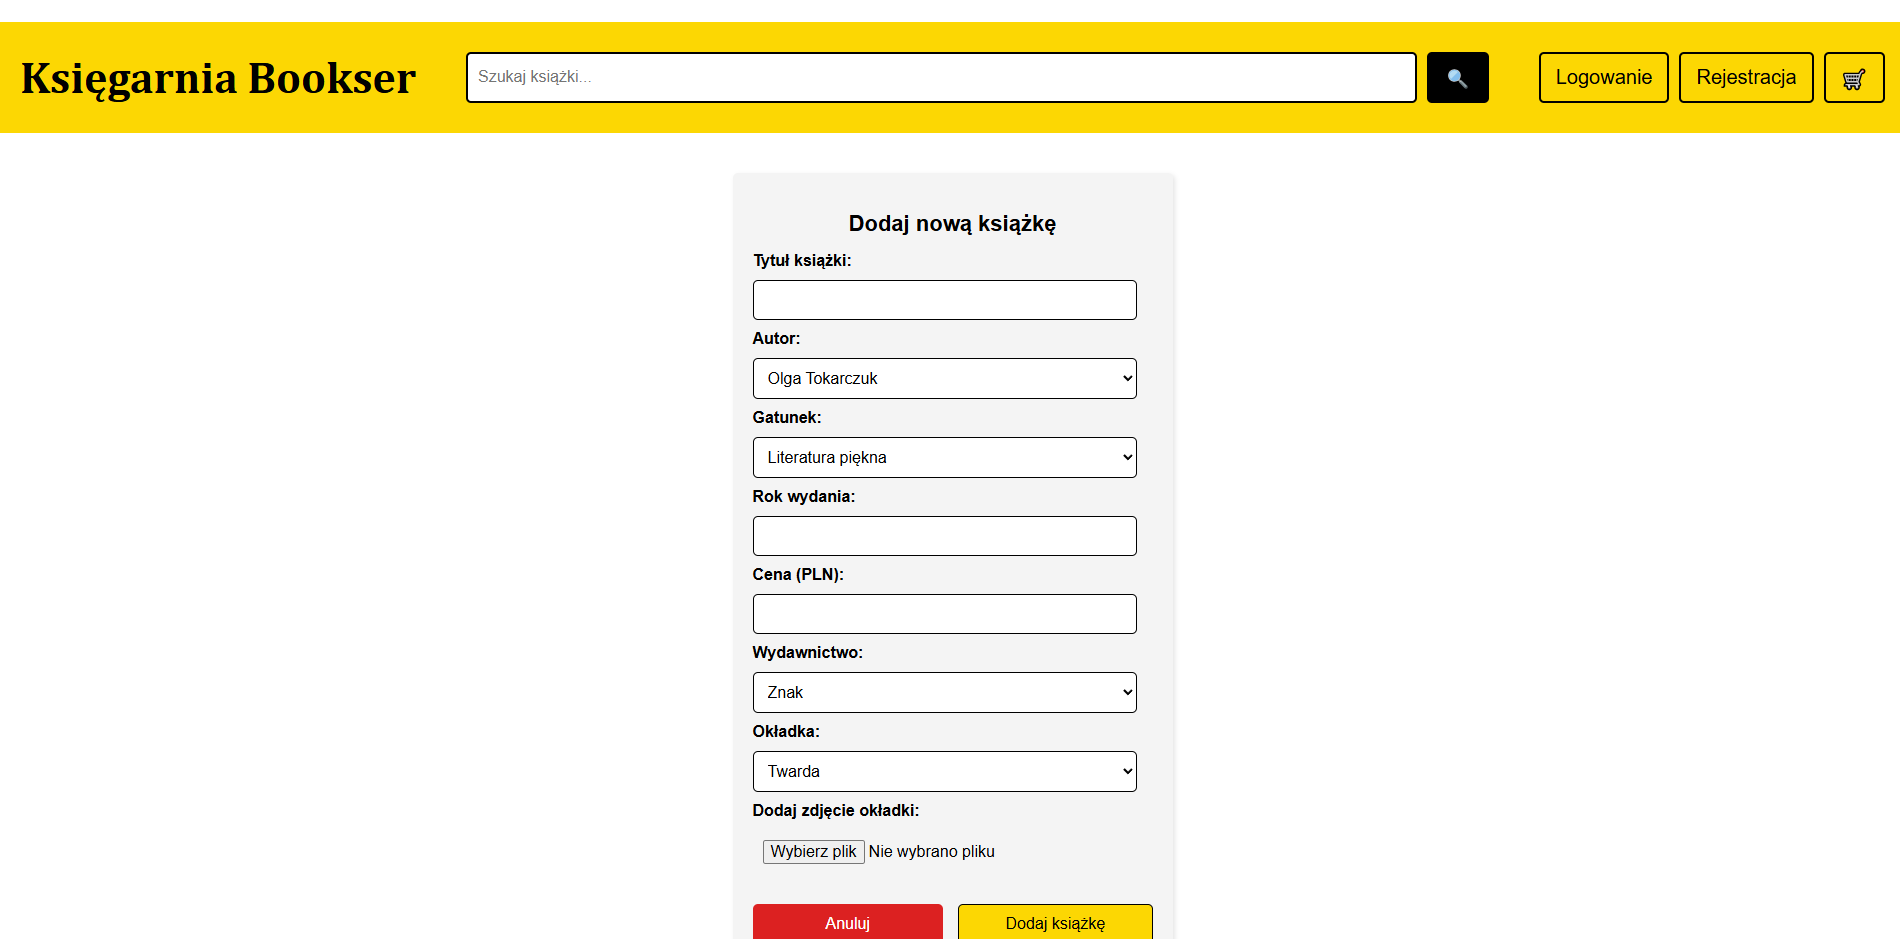 Księgarnia Bookser
Szukaj książki...
Logowanie
Rejestracja
Dodaj nową książkę
Tytuł książki:
Autor:
Olga Tokarczuk
Gatunek:
Literatura piękna
Rok wydania:
Cena (PLN):
Wydawnictwo:
Znak
Okładka:
Twarda
Dodaj zdjęcie okładki:
Wybierz plik Nie wybrano pliku
Anuluj
Dodaj książkę